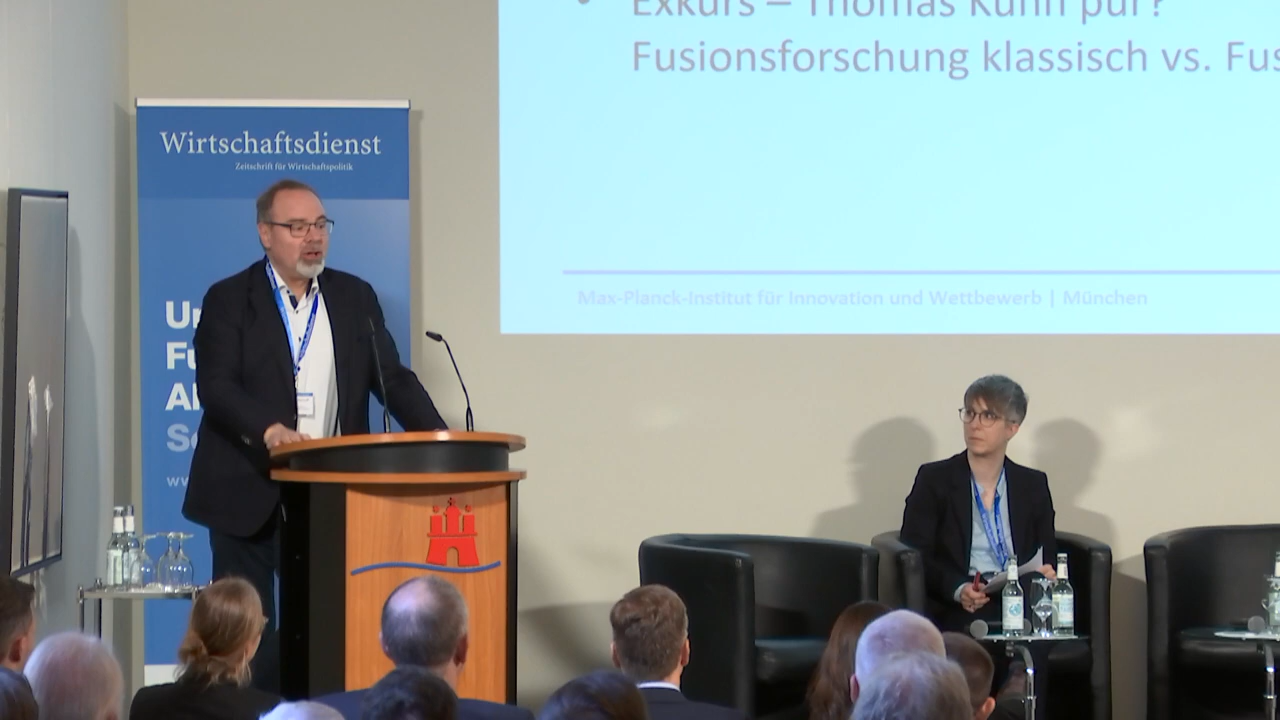 Exkurs – Thomas Kuhn pur?
Fusionsforschung klassisch vs. Fus
Wirtschaftsdienst
Zeitschrift für Wirtschaftspolitik
Max-Planck-Institut für Innovation und Wettbewerb | München